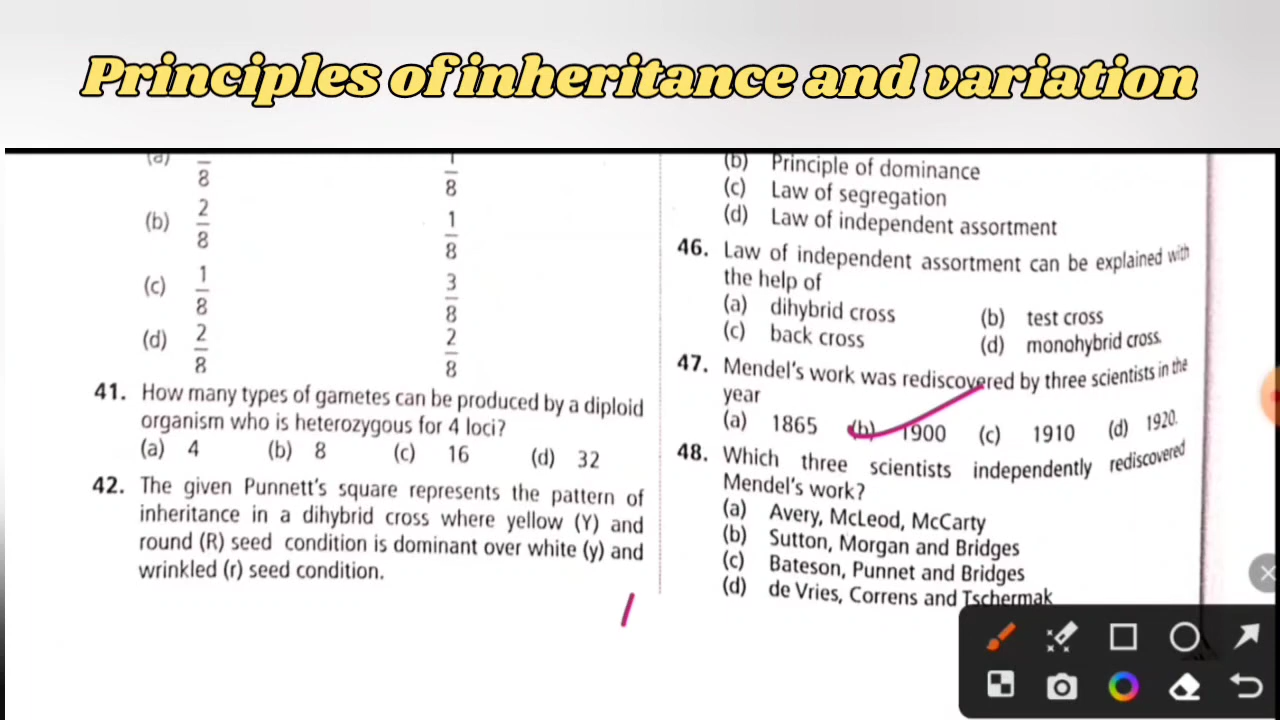 Principles of inheritance and variation
(a) — 8 1 8
(b) 2/8 1/8
(c) 1/8 3/8
(d) 2/8 2/8
41. How many types of gametes can be produced by a diploid
organism who is heterozygous for 4 loci?
(a) 4 (b) 8 (c) 16 (d) 32
42. The given Punnett's square represents the pattern of
inheritance in a dihybrid cross where yellow (Y) and
round (R) seed condition is dominant over white (y) and
wrinkled (r) seed condition.
(b) Principle of dominance
(c) Law of segregation
(d) Law of independent assortment
46. Law of independent assortment can be explained with
the help of
(a) dihybrid cross (b) test cross
(c) back cross (d) monohybrid cross.
47. Mendel's work was rediscovered by three scientists in the
year
(a) 1865 (b) 1900 (c) 1910 (d) 1920.
48. Which three scientists independently rediscovered
Mendel's work?
(a) Avery, McLeod, McCarty
(b) Sutton, Morgan and Bridges
(c) Bateson, Punnet and Bridges
(d) de Vries, Correns and Tschermak